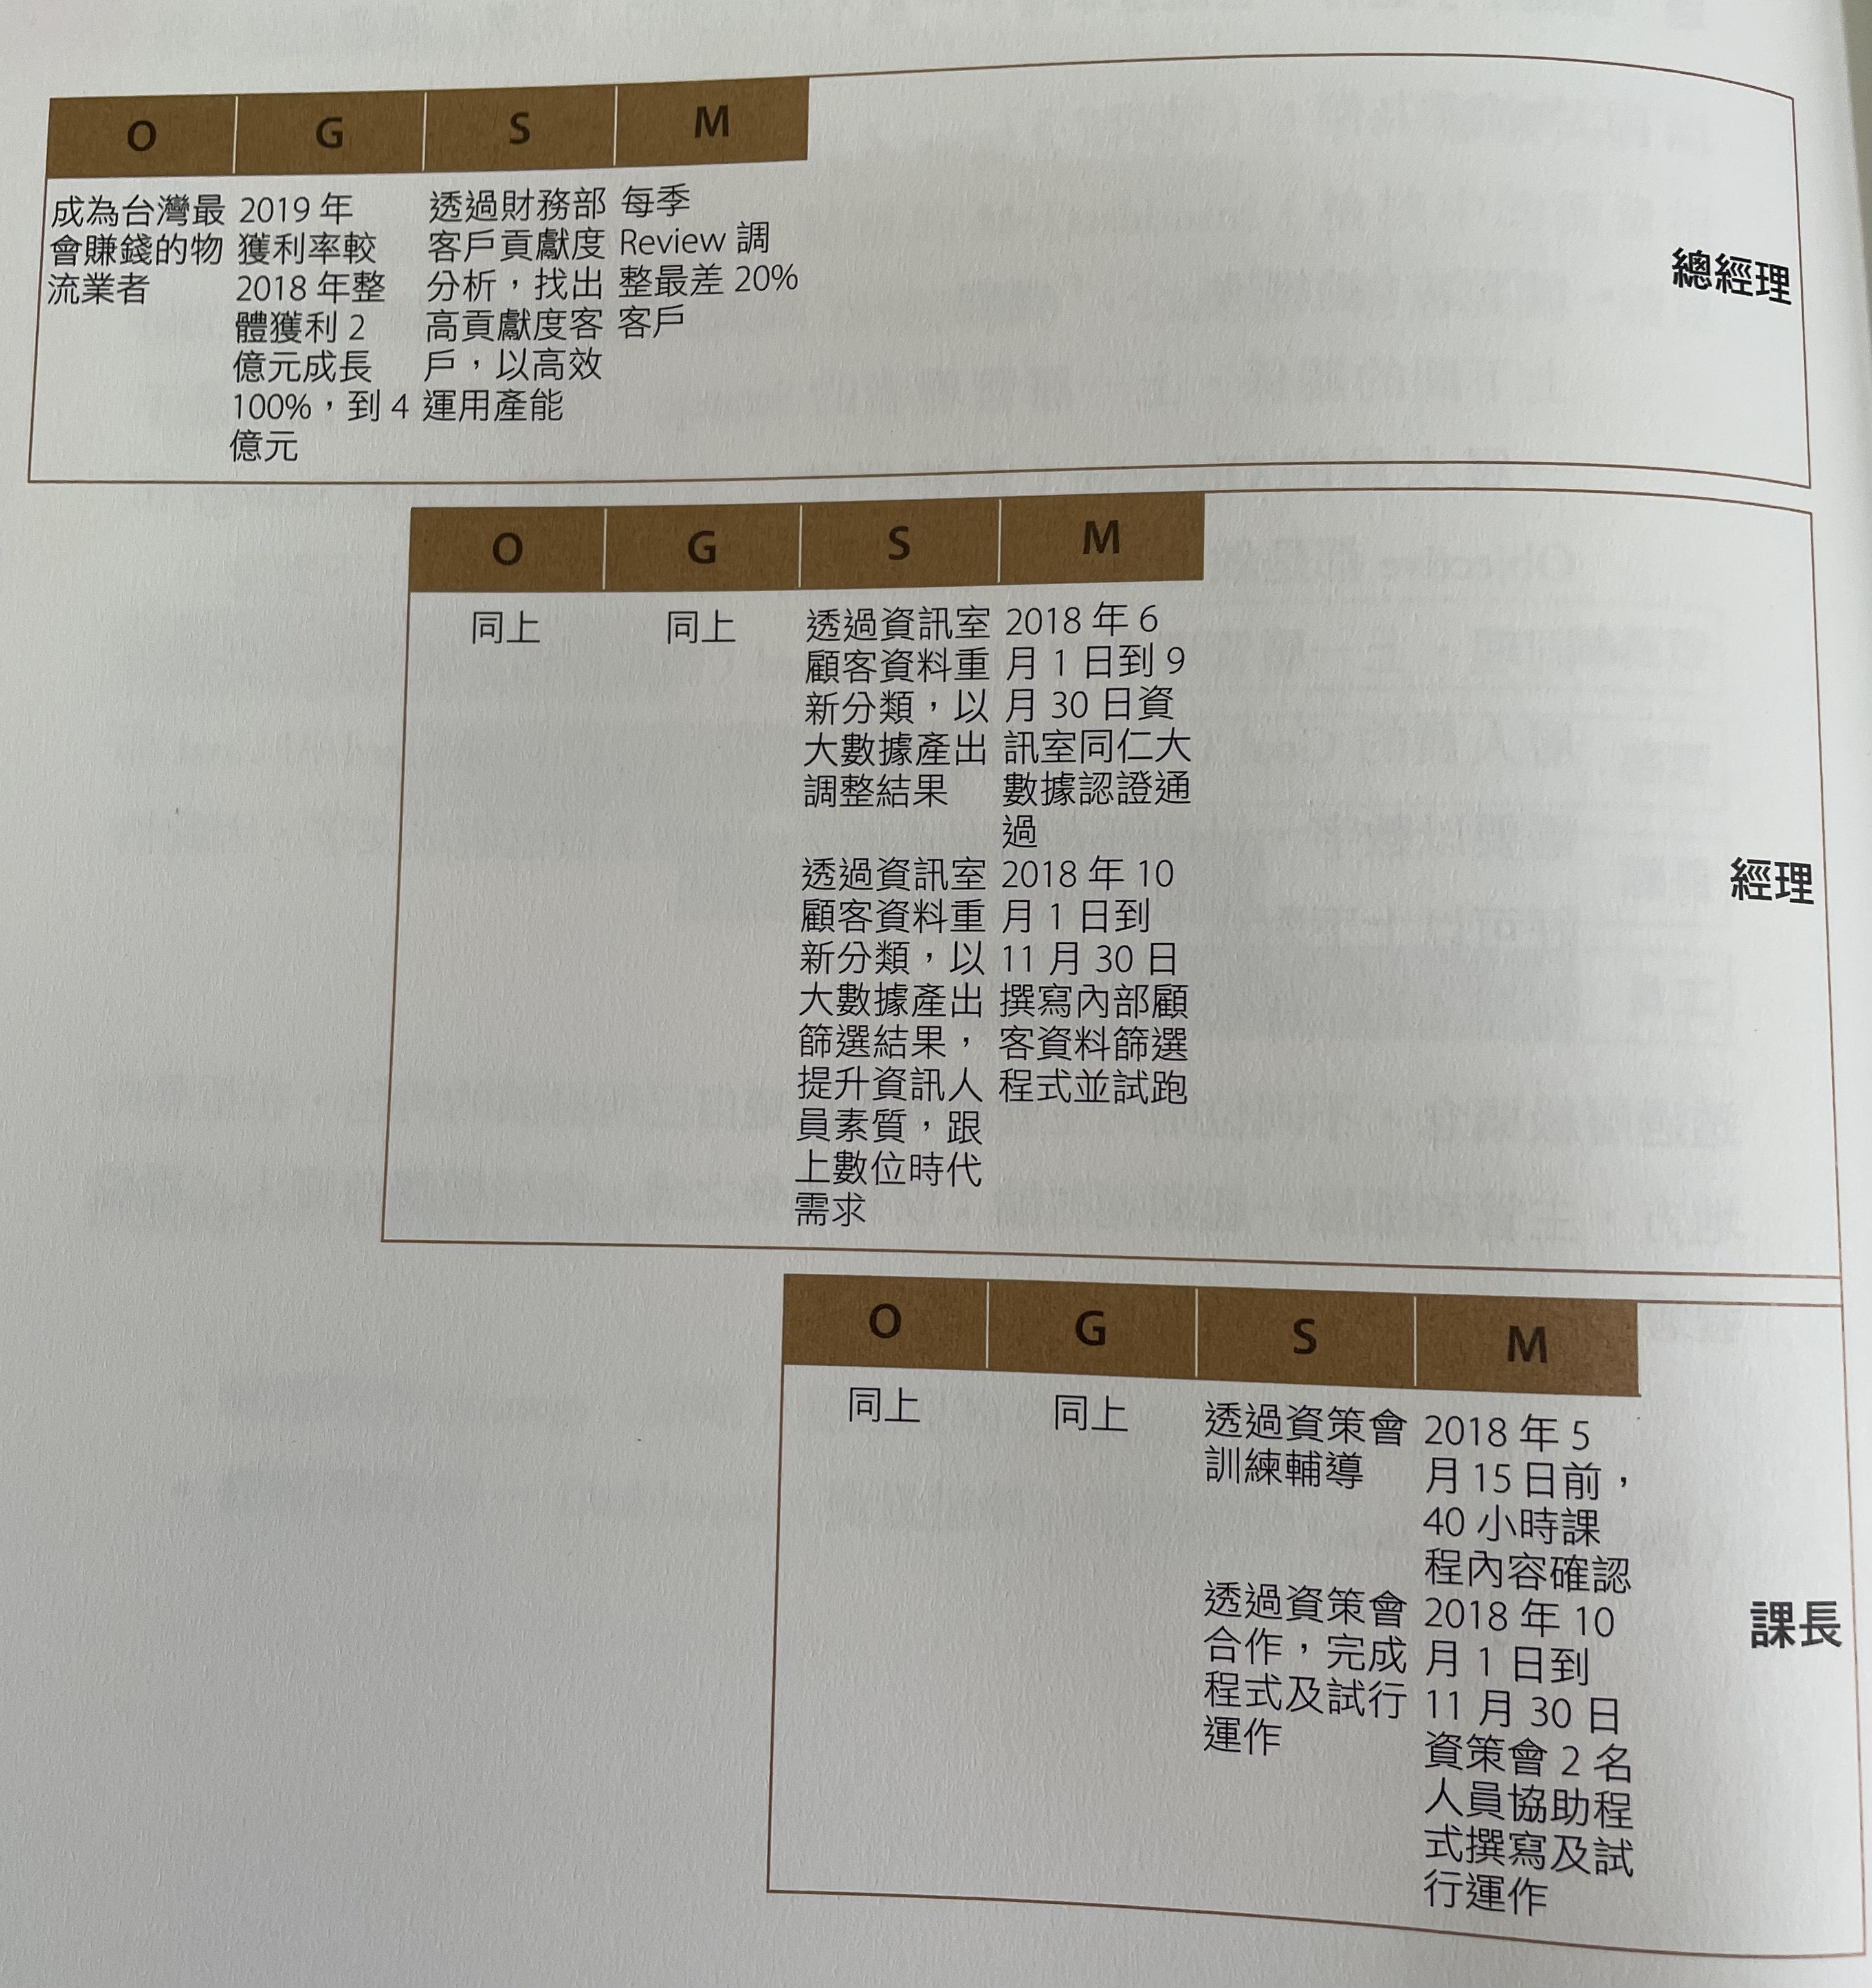 O G S M
成為台灣最
會賺錢的物
流業者
2019 年
獲利率較
2018 年整
體獲利 2
億元成長
100%，到 4
億元
透過財務部
客戶貢獻度
分析，找出
高貢獻度客
戶，以高效
運用產能
每季
Review 調
整最差 20%
客戶
總經理
O G S M
同上
同上
透過資訊室
顧客資料重
新分類，以
大數據產出
調整結果
2018 年 6
月 1 日到 9
月 30 日資
訊室同仁大
數據認證通
過
透過資訊室
顧客資料重
新分類，以
大數據產出
篩選結果，
提升資訊人
員素質，跟
上數位時代
需求
2018 年 10
月 1 日到
11 月 30 日
撰寫內部顧
客資料篩選
程式並試跑
經理
O G S M
同上
同上
透過資策會
訓練輔導
2018 年 5
月 15 日前，
40 小時課
程內容確認
透過資策會
合作，完成
程式及試行
運作
2018 年 10
月 1 日到
11 月 30 日
資策會 2 名
人員協助程
式撰寫及試
行運作
課長